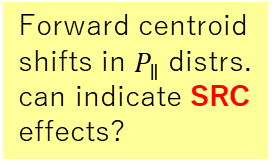 Forward centroid
shifts in P∥ distrs.
can indicate SRC
effects?